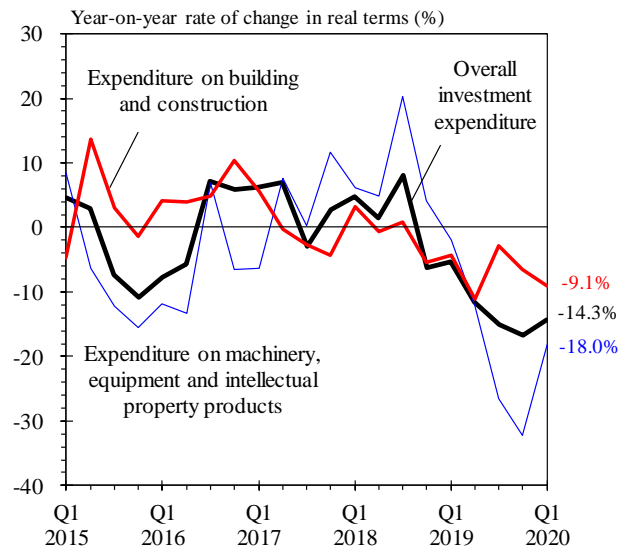 Year-on-year rate of change in real terms (%)
30
20
10
0
-10
-20
-30
-40
Expenditure on building
and construction
Overall
investment
expenditure
Expenditure on machinery,
equipment and intellectual
property products
-9.1%
-14.3%
-18.0%
Q1 Q1 Q1 Q1 Q1 Q1
2015 2016 2017 2018 2019 2020